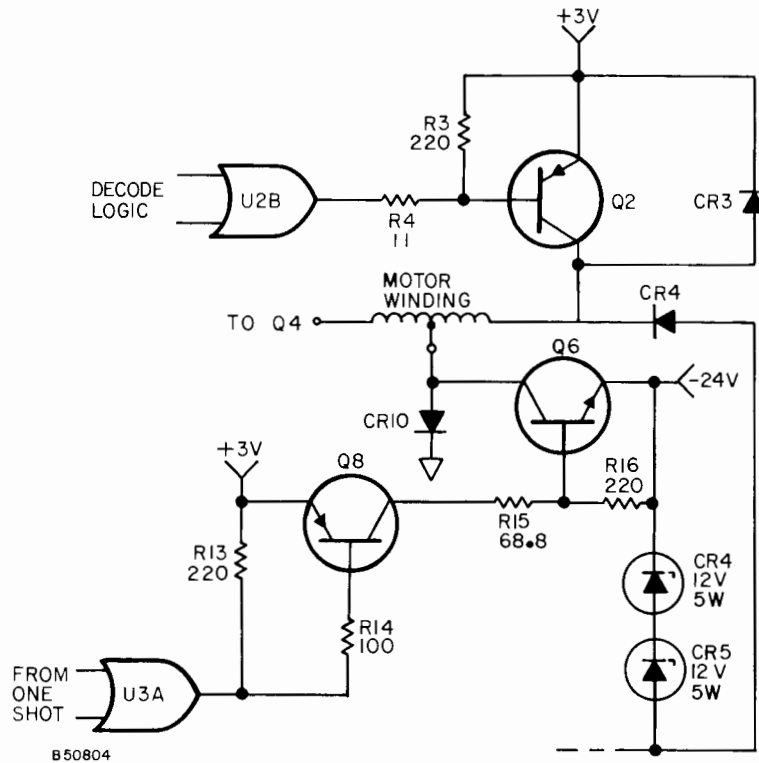 +3V
R3
220
DECODE
LOGIC
U2B
R4
11
Q2
CR3
MOTOR
WINDING
TO Q4
CR4
Q6
-24V
CR10
+3V
Q8
R16
220
R15
68.8
R13
220
R14
100
CR4
12V
5W
CR5
12V
5W
FROM
ONE
SHOT
U3A
B50804